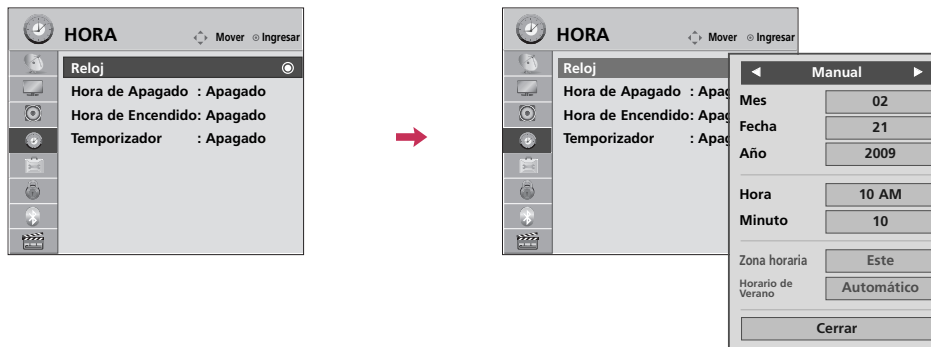 HORA Mover Ingresar
Reloj
Hora de Apagado : Apagado
Hora de Encendido: Apagado
Temporizador : Apagado
HORA Mover Ingresar
Reloj
Hora de Apagado : Apag
Hora de Encendido: Apag
Temporizador : Apag
Manual
Mes 02
Fecha 21
Año 2009
Hora 10 AM
Minuto 10
Zona horaria Este
Horario de
Verano Automático
Cerrar